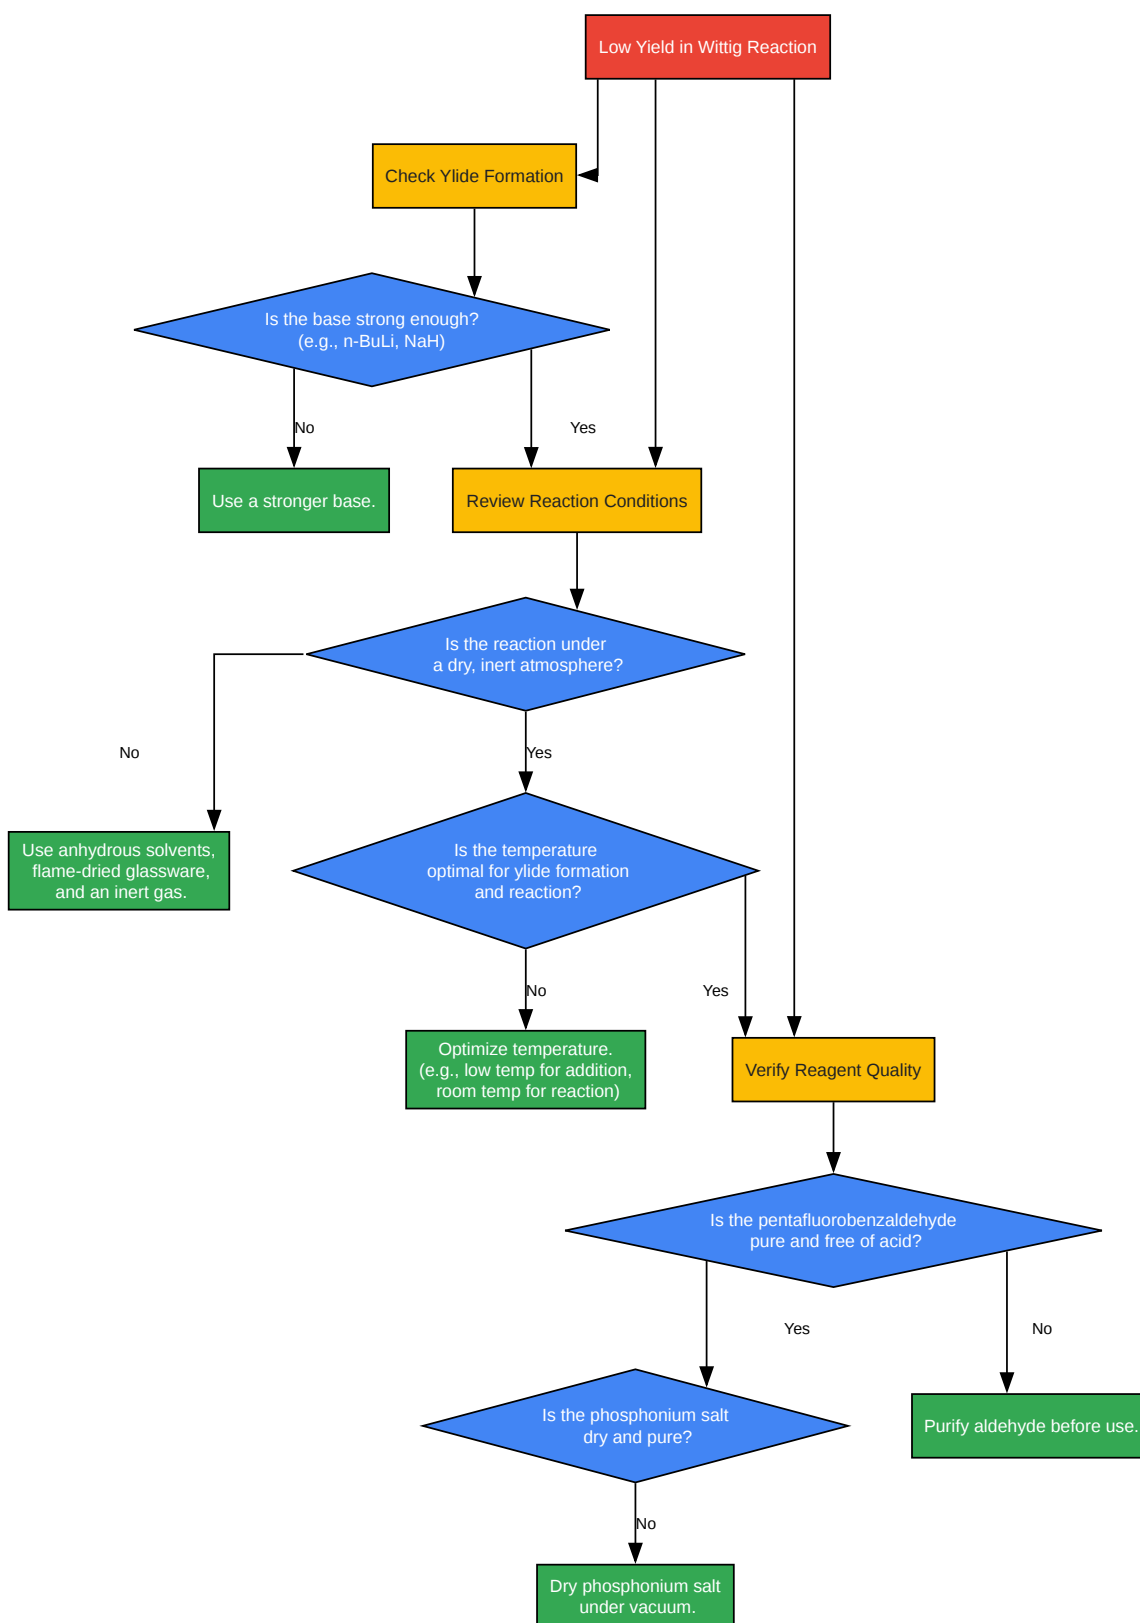 Low Yield in Wittig Reaction
Check Ylide Formation
Is the base strong enough?
(e.g., n-BuLi, NaH)
No
Yes
Use a stronger base.
Review Reaction Conditions
Is the reaction under
a dry, inert atmosphere?
No
Yes
Use anhydrous solvents,
flame-dried glassware,
and an inert gas.
Is the temperature
optimal for ylide formation
and reaction?
No
Yes
Optimize temperature.
(e.g., low temp for addition,
room temp for reaction)
Verify Reagent Quality
Is the pentafluorobenzaldehyde
pure and free of acid?
Yes
No
Is the phosphonium salt
dry and pure?
Purify aldehyde before use.
No
Dry phosphonium salt
under vacuum.